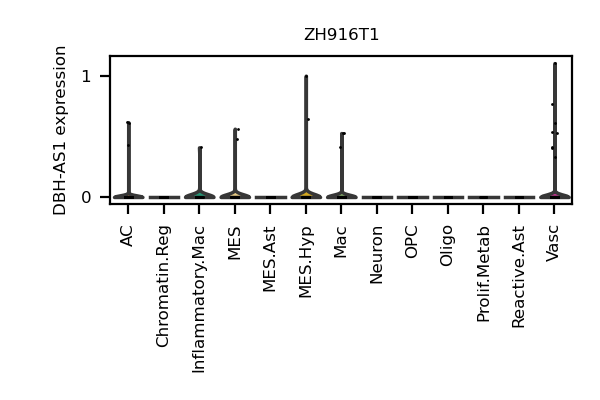 ZH916T1
DBH-AS1 expression
1
0
AC
Chromatin.Reg
Inflammatory.Mac
MES
MES.Ast
MES.Hyp
Mac
Neuron
OPC
Oligo
Prolif.Metab
Reactive.Ast
Vasc